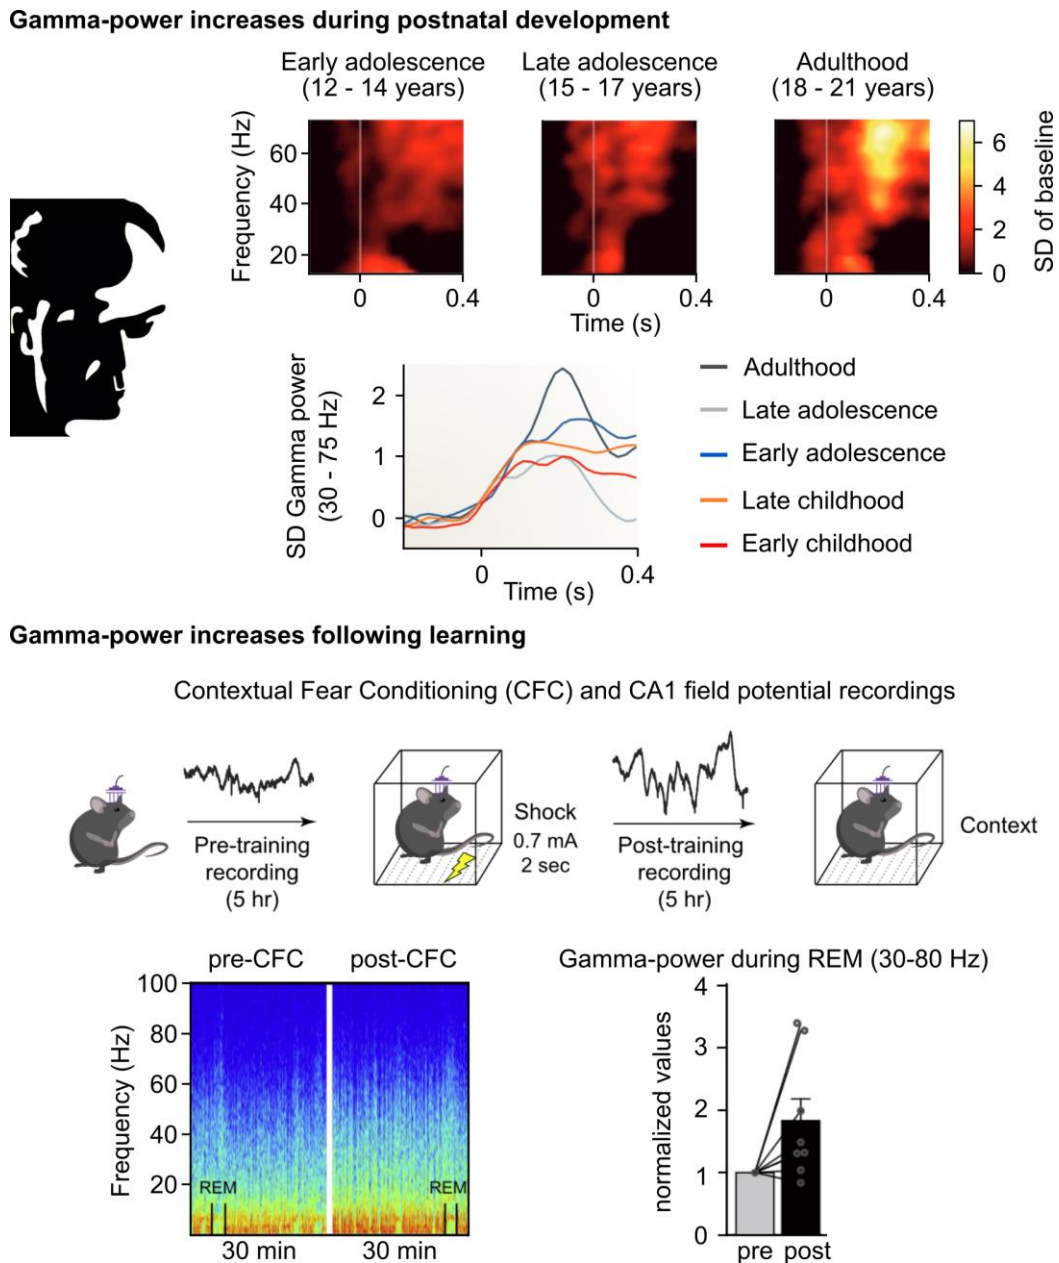 Gamma-power increases during postnatal development
Early adolescence
(12 - 14 years)
Late adolescence
(15 - 17 years)
Adulthood
(18 - 21 years)
Frequency (Hz)
60
40
20
0
0.4
0
0.4
0
0.4
Time (s)
6
4
2
0
SD of baseline
SD Gamma power
(30 - 75 Hz)
2
1
0
0
0.4
Time (s)
Adulthood
Late adolescence
Early adolescence
Late childhood
Early childhood
Gamma-power increases following learning
Contextual Fear Conditioning (CFC) and CA1 field potential recordings
Pre-training
recording
(5 hr)
Shock
0.7 mA
2 sec
Post-training
recording
(5 hr)
Context
pre-CFC
post-CFC
Frequency (Hz)
100
80
60
40
20
REM
REM
30 min
30 min
Gamma-power during REM (30-80 Hz)
normalized values
4
3
2
1
0
pre
post